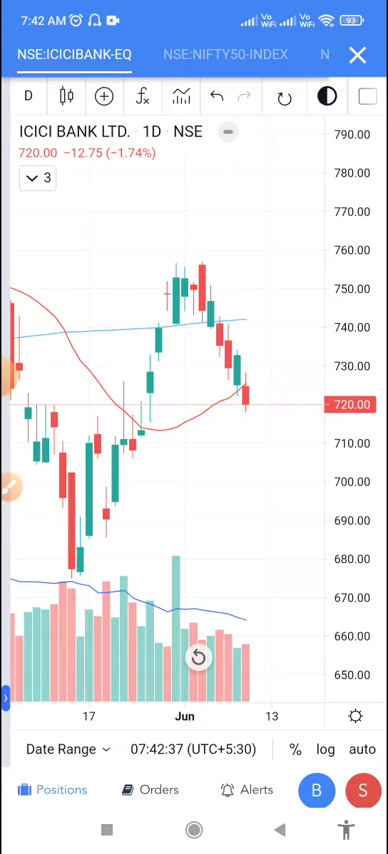 7:42 AM
Vo
WiFi
Vo
WiFi
93
NSE:ICICIBANK-EQ NSE:NIFTY50-INDEX N
D
ICICI BANK LTD. · 1D · NSE
720.00 −12.75 (−1.74%)
3
790.00
780.00
770.00
760.00
750.00
740.00
730.00
720.00
710.00
700.00
690.00
680.00
670.00
660.00
650.00
17 Jun 13
Date Range 07:42:37 (UTC+5:30) % log auto
Positions Orders Alerts B S